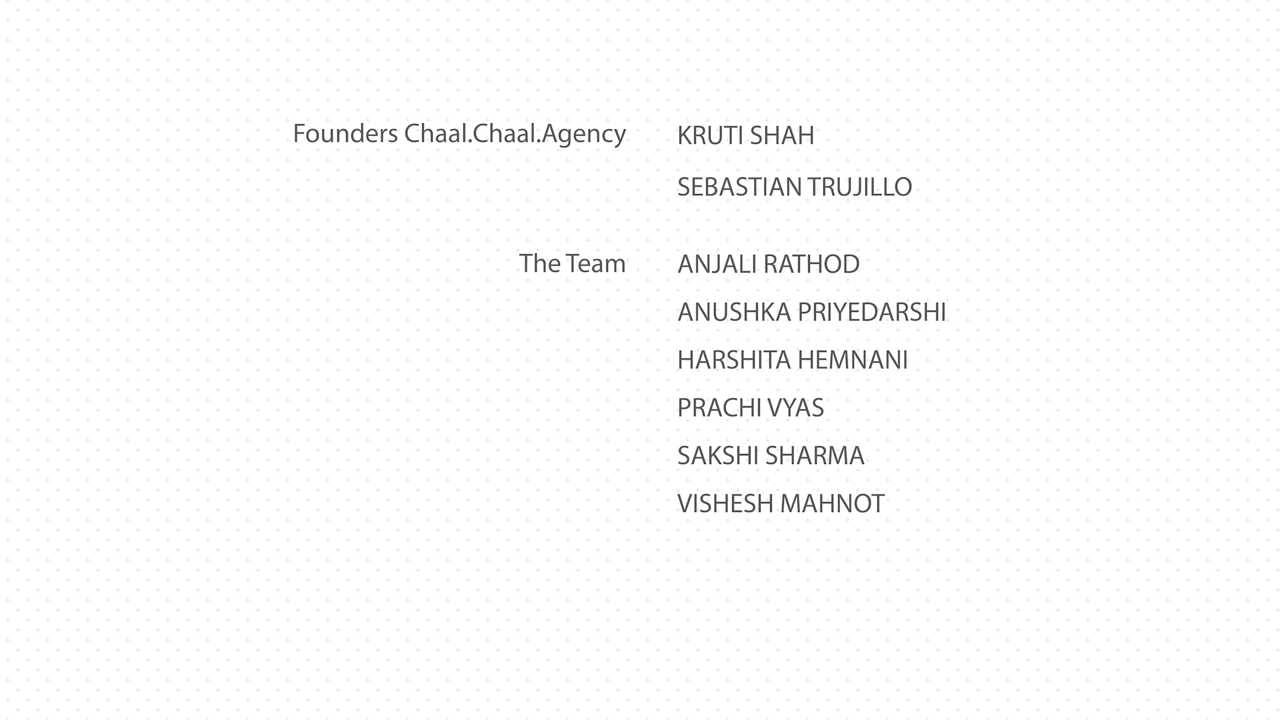 Founders Chaal.Chaal.Agency KRUTI SHAH
SEBASTIAN TRUJILLO
The Team ANJALI RATHOD
ANUSHKA PRIYEDARSHI
HARSHITA HEMNANI
PRACHI VYAS
SAKSHI SHARMA
VISHESH MAHNOT